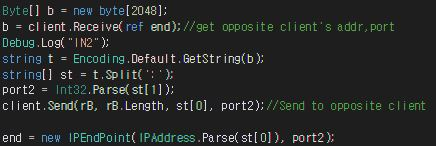 Byte[] b = new byte[2048];
b = client.Receive(ref end);//get opposite client's addr,port
Debug.Log("IN2");
string t = Encoding.Default.GetString(b);
string[] st = t.Split(':');
port2 = Int32.Parse(st[1]);
client.Send(rB, rB.Length, st[0], port2);//Send to opposite client
end = new IPEndPoint(IPAddress.Parse(st[0]), port2);